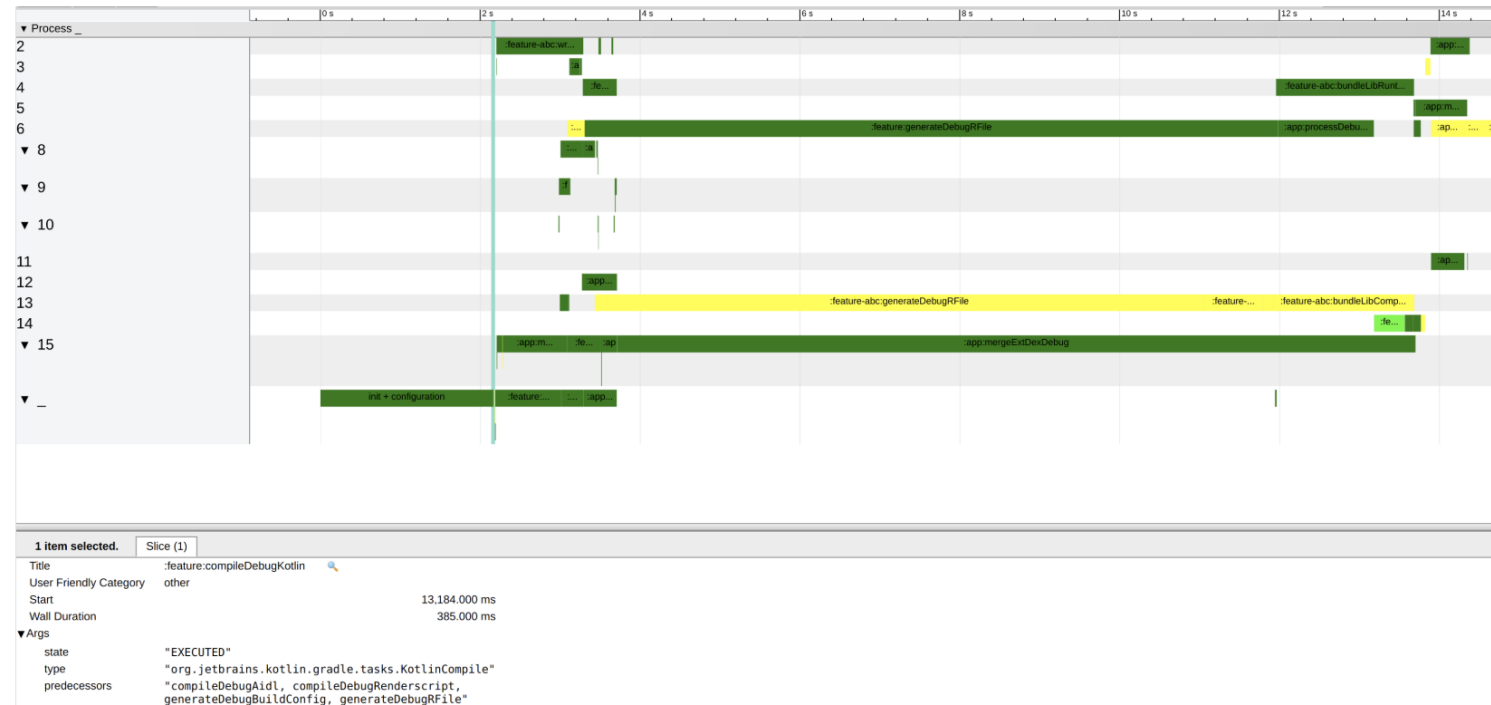 0 s 2 s 4 s 6 s 8 s 10 s 12 s 14 s
▼ Process _
2 :feature-abc:wr... :app:...
3 :a
4 :fe... :feature-abc:bundleLibRunt...
5 :app:m...
6 :... :feature:generateDebugRFile :app:processDebu... :ap... :...
▼ 8 :... :a
▼ 9 :f
▼ 10
11 :ap...
12 :app...
13 :feature-abc:generateDebugRFile :feature-... :feature-abc:bundleLibComp...
14 :fe...
▼ 15 :app:m... :fe... :ap :app:mergeExtDexDebug
▼ _ init + configuration :feature:... :... :app...
1 item selected. Slice (1)
Title :feature:compileDebugKotlin
User Friendly Category other
Start 13,184.000 ms
Wall Duration 385.000 ms
▼Args
state "EXECUTED"
type "org.jetbrains.kotlin.gradle.tasks.KotlinCompile"
predecessors "compileDebugAidl, compileDebugRenderscript,
generateDebugBuildConfig, generateDebugRFile"